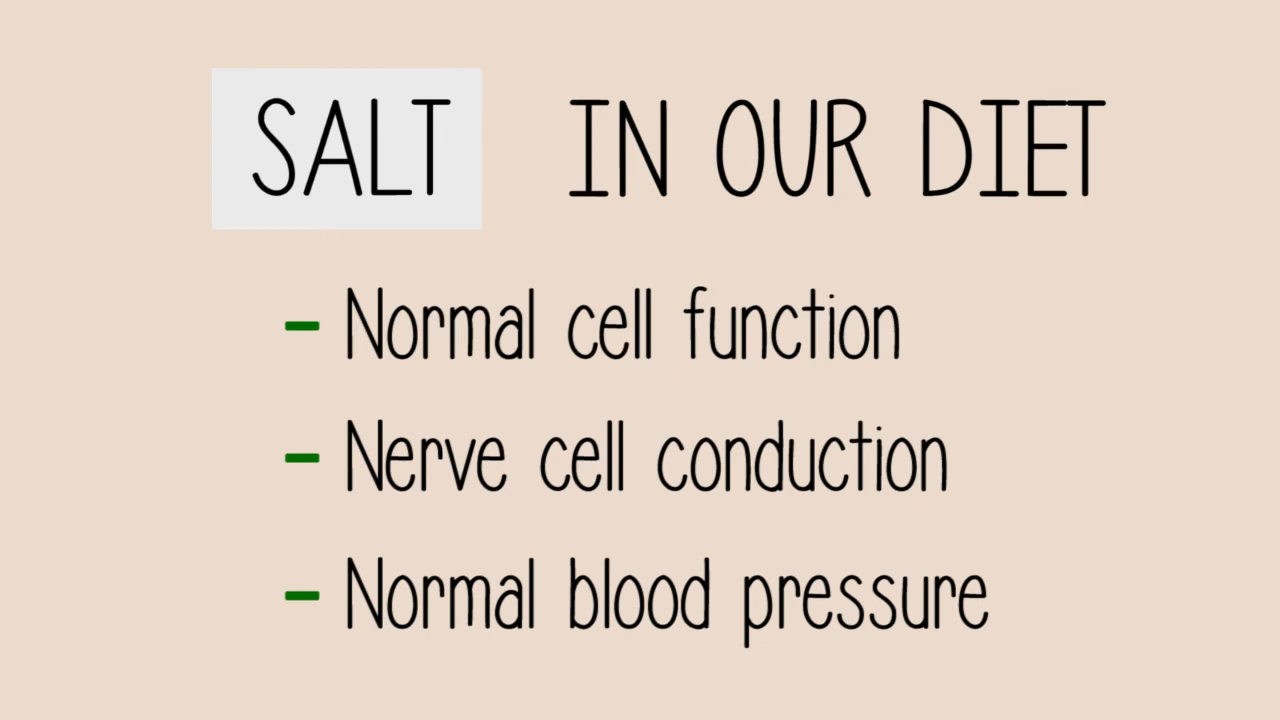 SALT IN OUR DIET
- Normal cell function
- Nerve cell conduction
- Normal blood pressure